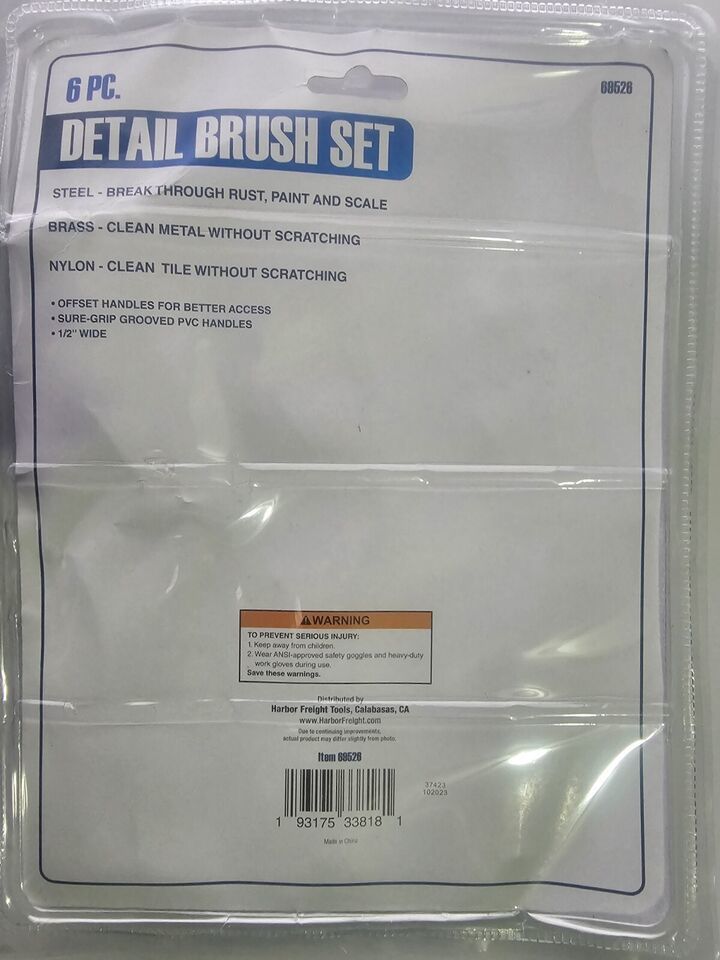 6 PC.
68526
DETAIL BRUSH SET
STEEL - BREAK THROUGH RUST, PAINT AND SCALE
BRASS - CLEAN METAL WITHOUT SCRATCHING
NYLON - CLEAN TILE WITHOUT SCRATCHING
• OFFSET HANDLES FOR BETTER ACCESS
• SURE-GRIP GROOVED PVC HANDLES
• 1/2" WIDE
⚠WARNING
TO PREVENT SERIOUS INJURY:
1. Keep away from children.
2. Wear ANSI-approved safety goggles and heavy-duty
work gloves during use.
Save these warnings.
Distributed by
Harbor Freight Tools, Calabasas, CA
www.HarborFreight.com
Due to continuing improvements,
actual product may differ slightly from photo.
Item 68526
37423
102023
1 93175 33818 1
Made in China